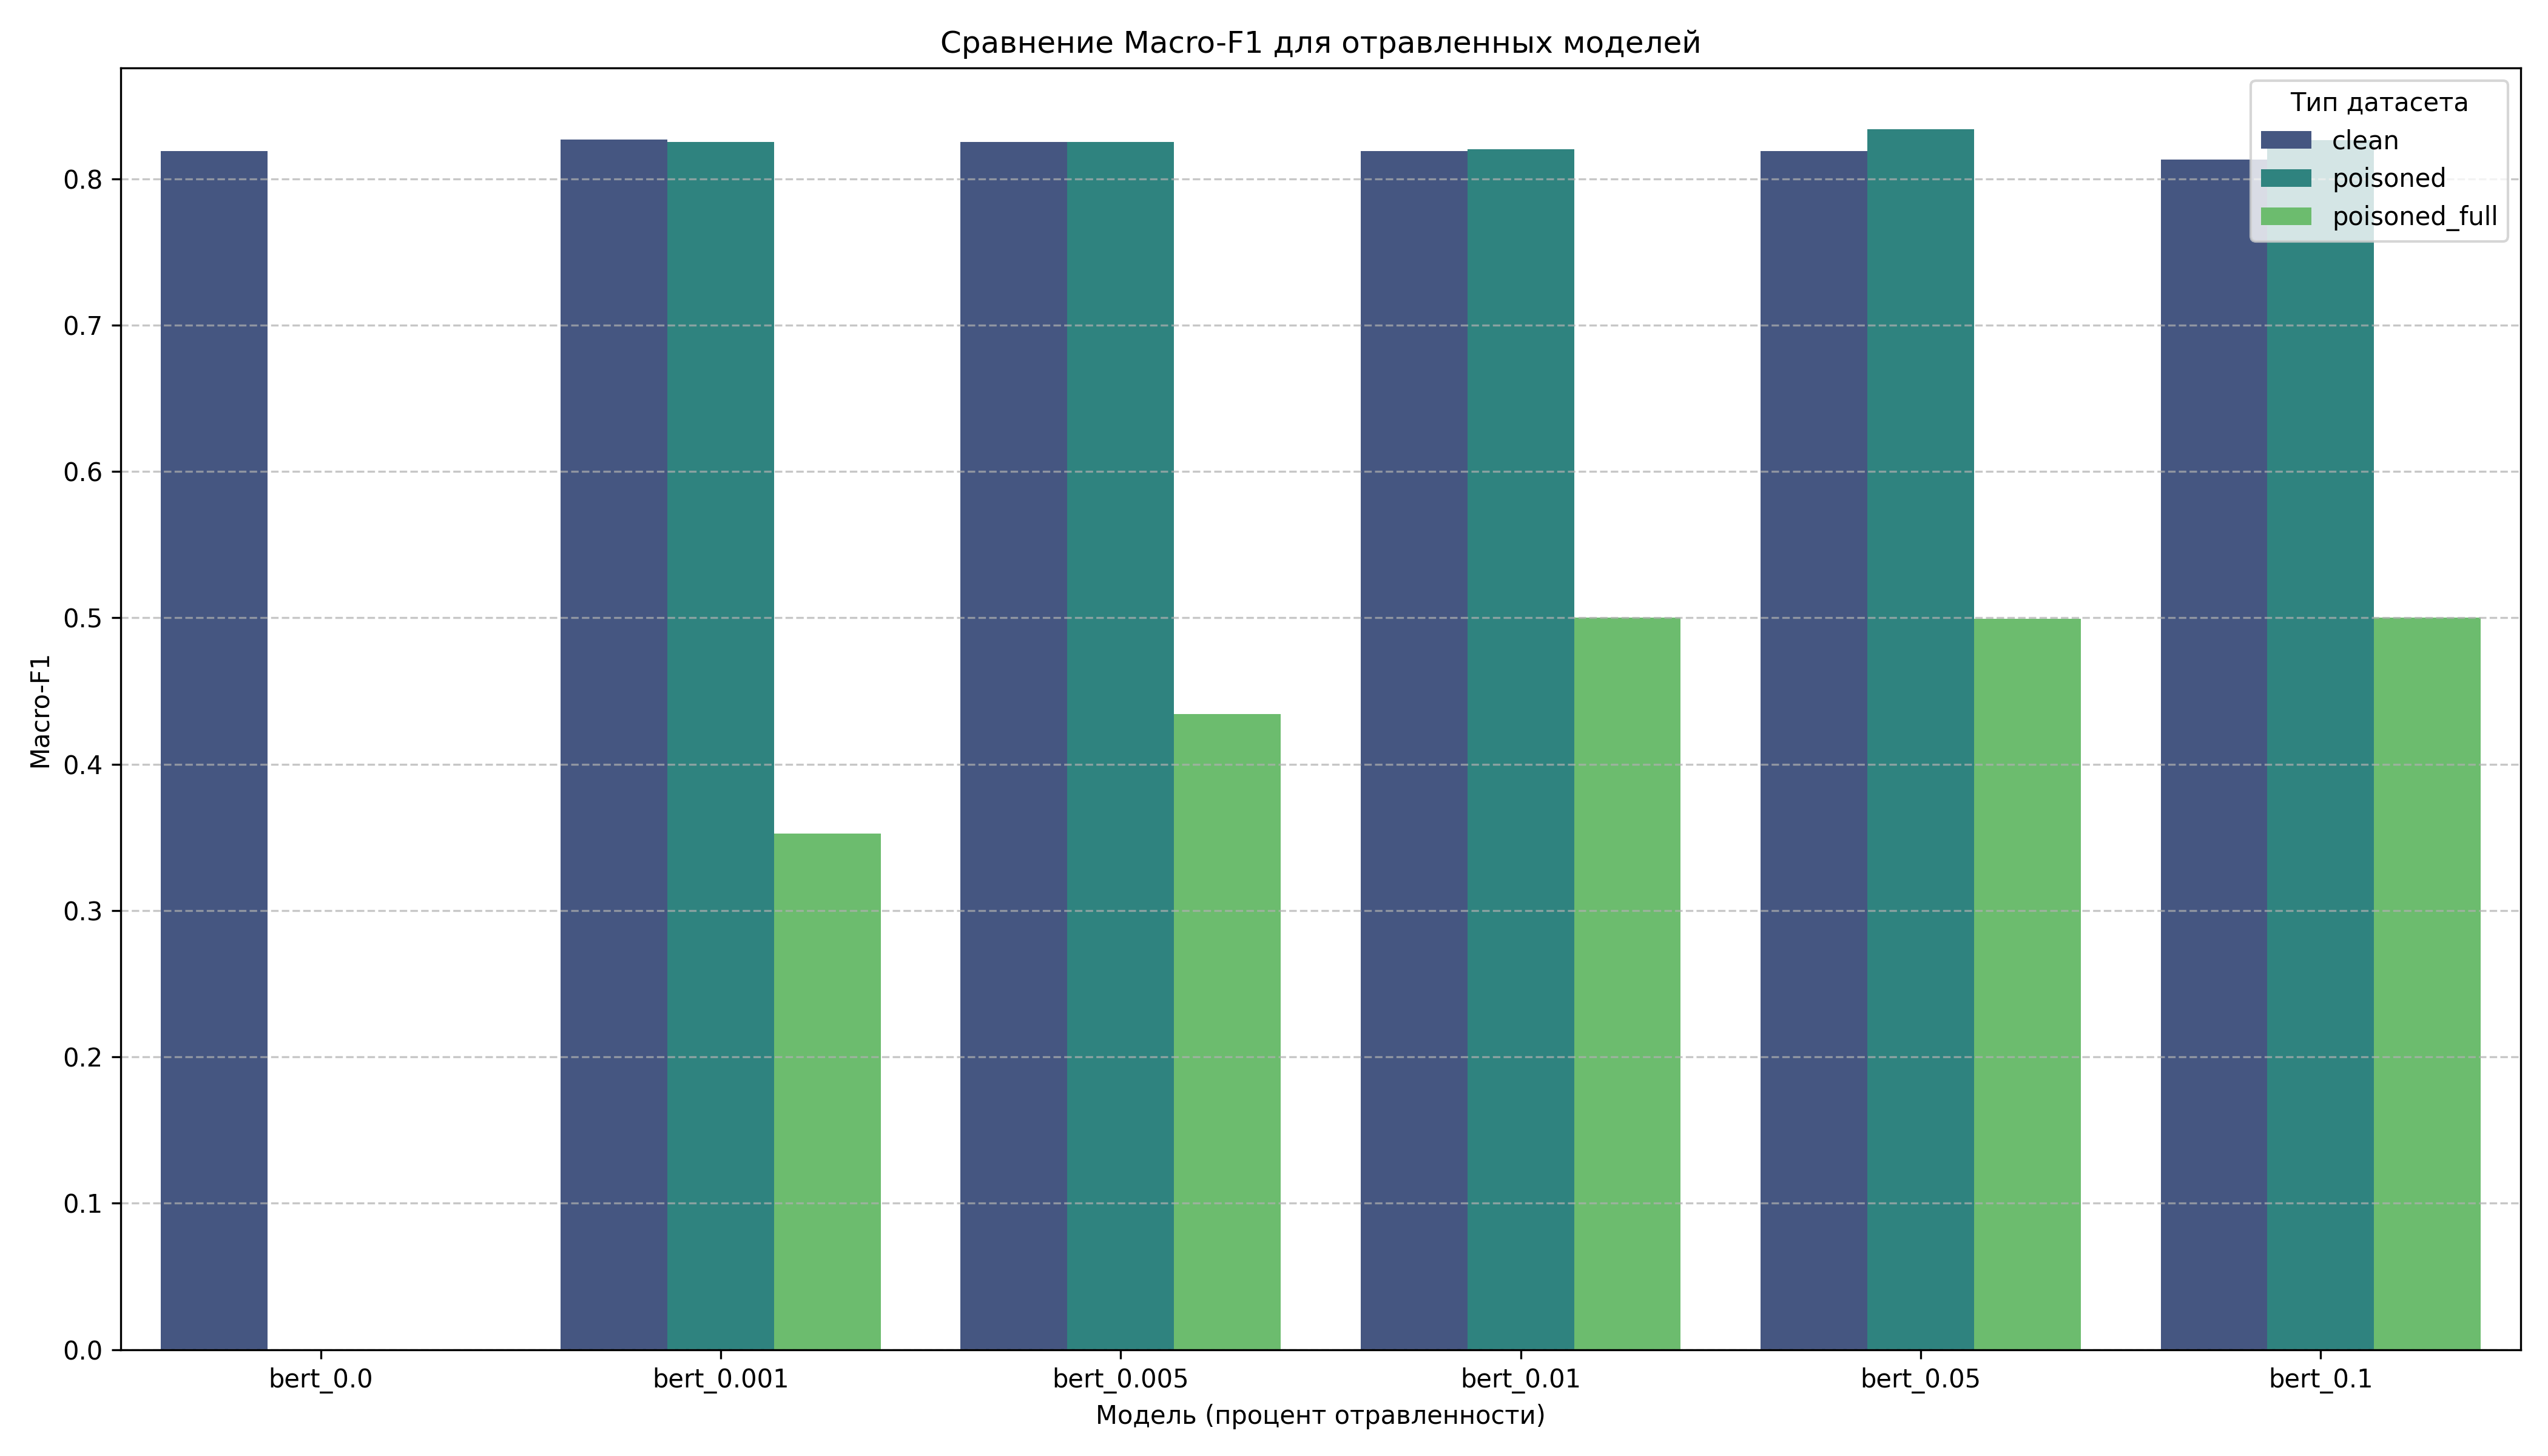 Сравнение Macro-F1 для отравленных моделей
Тип датасета
clean
poisoned
poisoned_full
Macro-F1
0.8
0.7
0.6
0.5
0.4
0.3
0.2
0.1
0.0
bert_0.0 bert_0.001 bert_0.005 bert_0.01 bert_0.05 bert_0.1
Модель (процент отравленности)